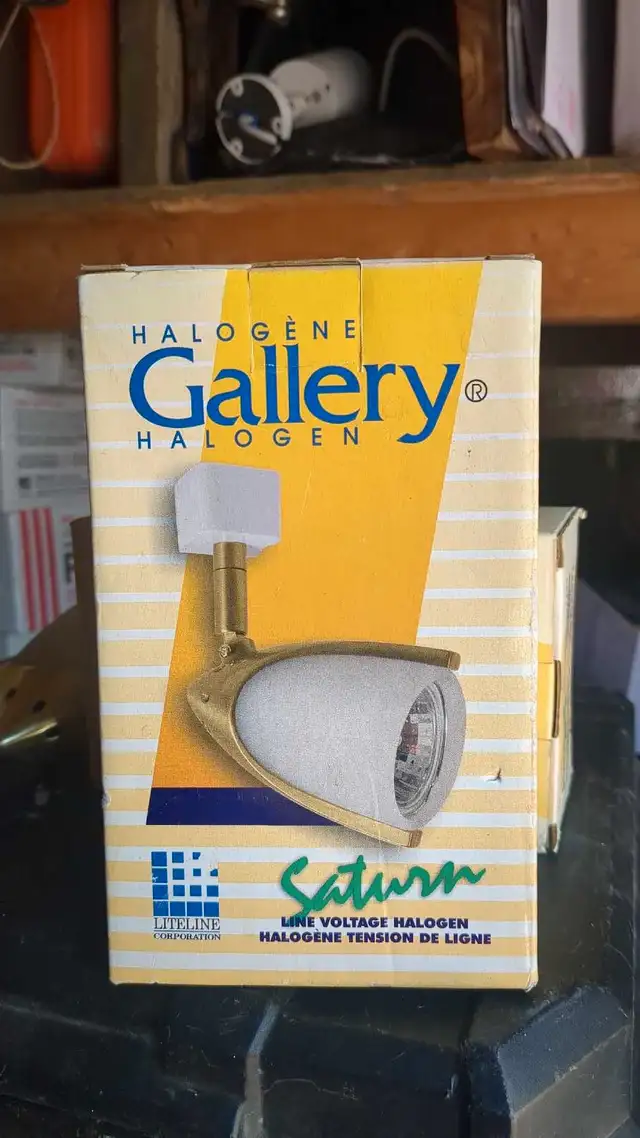 HALOGÈNE
Gallery®
HALOGEN
LITELINE
CORPORATION
Saturn
LINE VOLTAGE HALOGEN
HALOGÈNE TENSION DE LIGNE